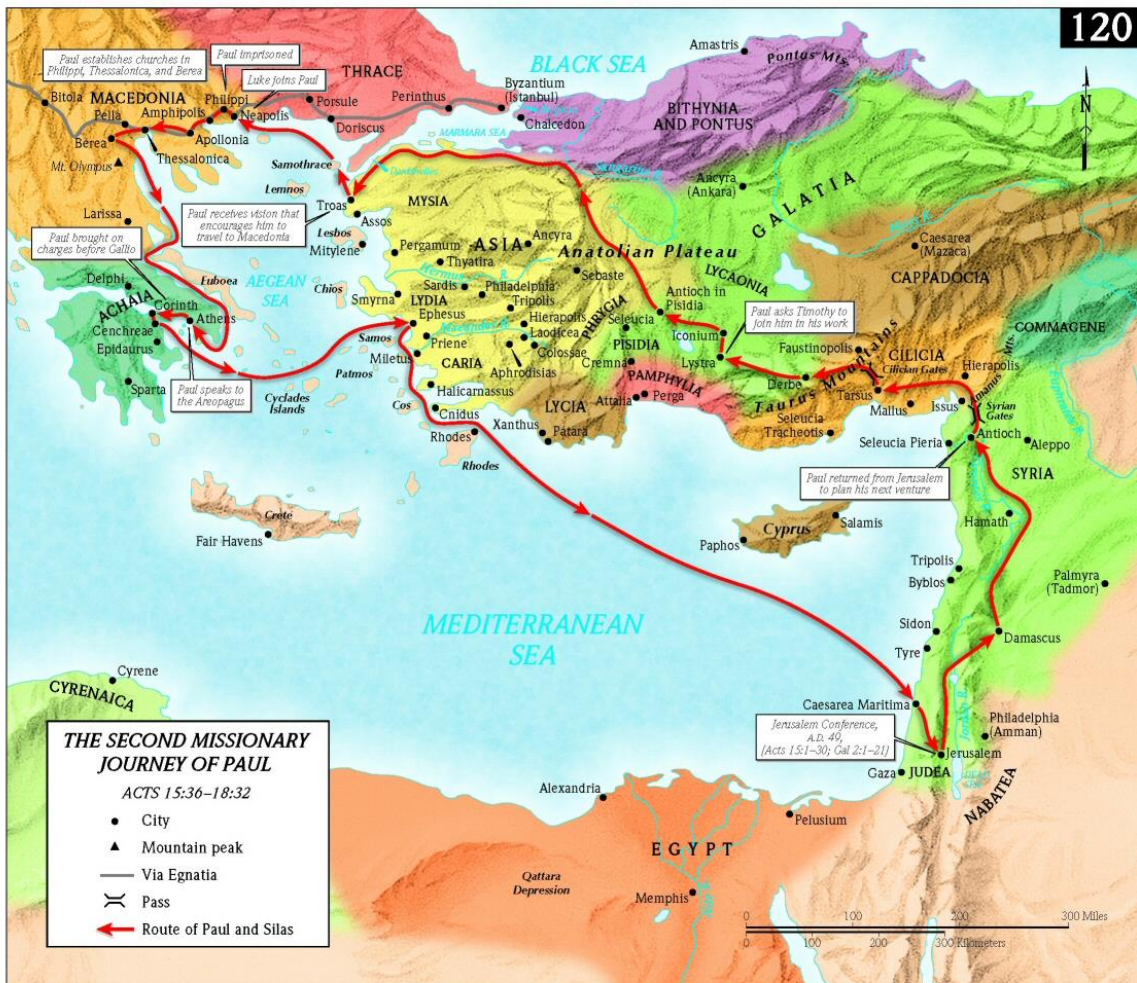 120
Paul establishes churches in
Philippi, Thessalonica, and Berea
Paul imprisoned
Luke joins Paul
THRACE
BLACK SEA
Amastris
Pontus Mts.
Bitola
MACEDONIA
Philippi
Porsule
Perinthus
Byzantium
(Istanbul)
BITHYNIA
AND PONTUS
Pella
Amphipolis
Neapolis
Doriscus
Chalcedon
MARMARA SEA
Berea
Apollonia
Thessalonica
Mt. Olympus
Samothrace
Lemnos
Troas
MYSIA
Ancyra
(Ankara)
GALATIA
N
Larissa
Paul receives vision that
encourages him to
travel to Macedonia
Assos
Lesbos
Mitylene
Pergamum
ASIA
Ancyra
Anatolian Plateau
Caesarea
(Mazaca)
CAPPADOCIA
Paul brought on
charges before Gallio
AEGEAN
SEA
Thyatira
Hermus R.
Sardis
Philadelphia
Sebaste
LYCAONIA
Delphi
Euboea
Chios
Smyrna
LYDIA
Tripolis
PHRYGIA
Antioch in
Pisidia
ACHAIA
Corinth
Athens
Ephesus
Hierapolis
Laodicea
Colossae
Seleucia
PISIDIA
Iconium
Paul asks Timothy to
join him in his work
COMMAGENE
Cenchreae
Epidaurus
Samos
Priene
Miletus
CARIA
Aphrodisias
Cremna
Lystra
Faustinopolis
CILICIA
Cilician Gates
Hierapolis
Sparta
Paul speaks to
the Areopagus
Patmos
Cyclades
Islands
Halicarnassus
Cos
Cnidus
LYCIA
PAMPHYLIA
Attalia
Perga
Derbe
Taurus Mountains
Tarsus
Mallus
Issus
Amanus Mts.
Syrian
Gates
Rhodes
Rhodes
Xanthus
Patara
Seleucia
Tracheotis
Seleucia Pieria
Antioch
Aleppo
SYRIA
Paul returned from Jerusalem
to plan his next venture
Crete
Fair Havens
Cyprus
Salamis
Paphos
Hamath
Tripolis
Byblos
Palmyra
(Tadmor)
MEDITERRANEAN
SEA
Sidon
Tyre
Damascus
Cyrene
CYRENAICA
Caesarea Maritima
Jordan R.
Jerusalem Conference,
A.D. 49,
(Acts 15:1–30; Gal 2:1–21)
Philadelphia
(Amman)
Jerusalem
Gaza
JUDEA
NABATEA
Alexandria
Pelusium
EGYPT
Qattara
Depression
Memphis
THE SECOND MISSIONARY
JOURNEY OF PAUL
ACTS 15:36–18:32
City
Mountain peak
Via Egnatia
Pass
Route of Paul and Silas
0 100 200 300 Miles
0 100 200 300 Kilometers